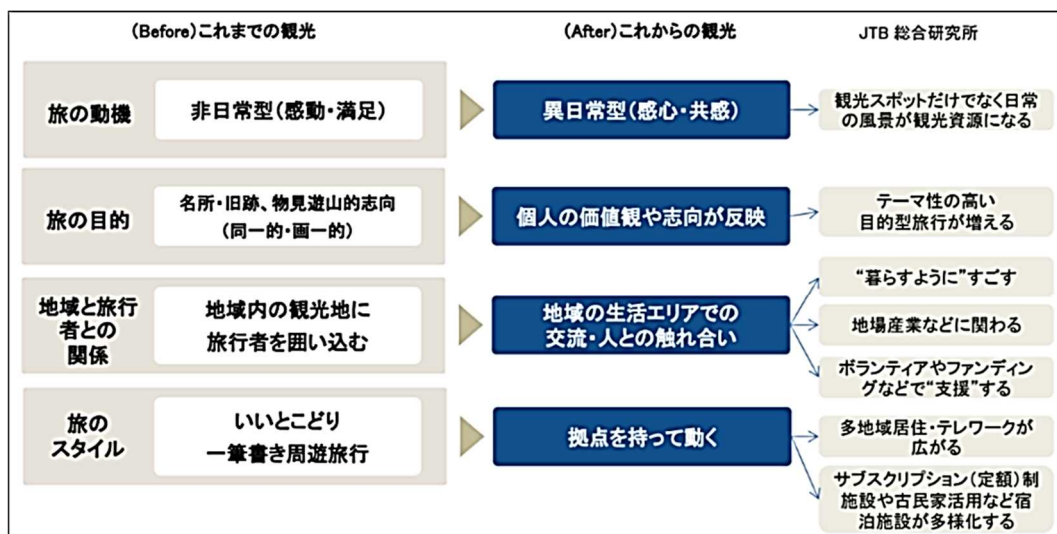 (Before)これまでの観光
(After)これからの観光
JTB 総合研究所
旅の動機
非日常型(感動・満足)
異日常型(感心・共感)
観光スポットだけでなく日常
の風景が観光資源になる
旅の目的
名所・旧跡、物見遊山的志向
(同一的・画一的)
個人の価値観や志向が反映
テーマ性の高い
目的型旅行が増える
地域と旅行
者との
関係
地域内の観光地に
旅行者を囲い込む
地域の生活エリアでの
交流・人との触れ合い
“暮らすように”すごす
地場産業などに関わる
ボランティアやファンディ
ングなどで“支援”する
旅の
スタイル
いいとこどり
一筆書き周遊旅行
拠点を持って動く
多地域居住・テレワークが
広がる
サブスクリプション(定額)制
施設や古民家活用など宿
泊施設が多様化する